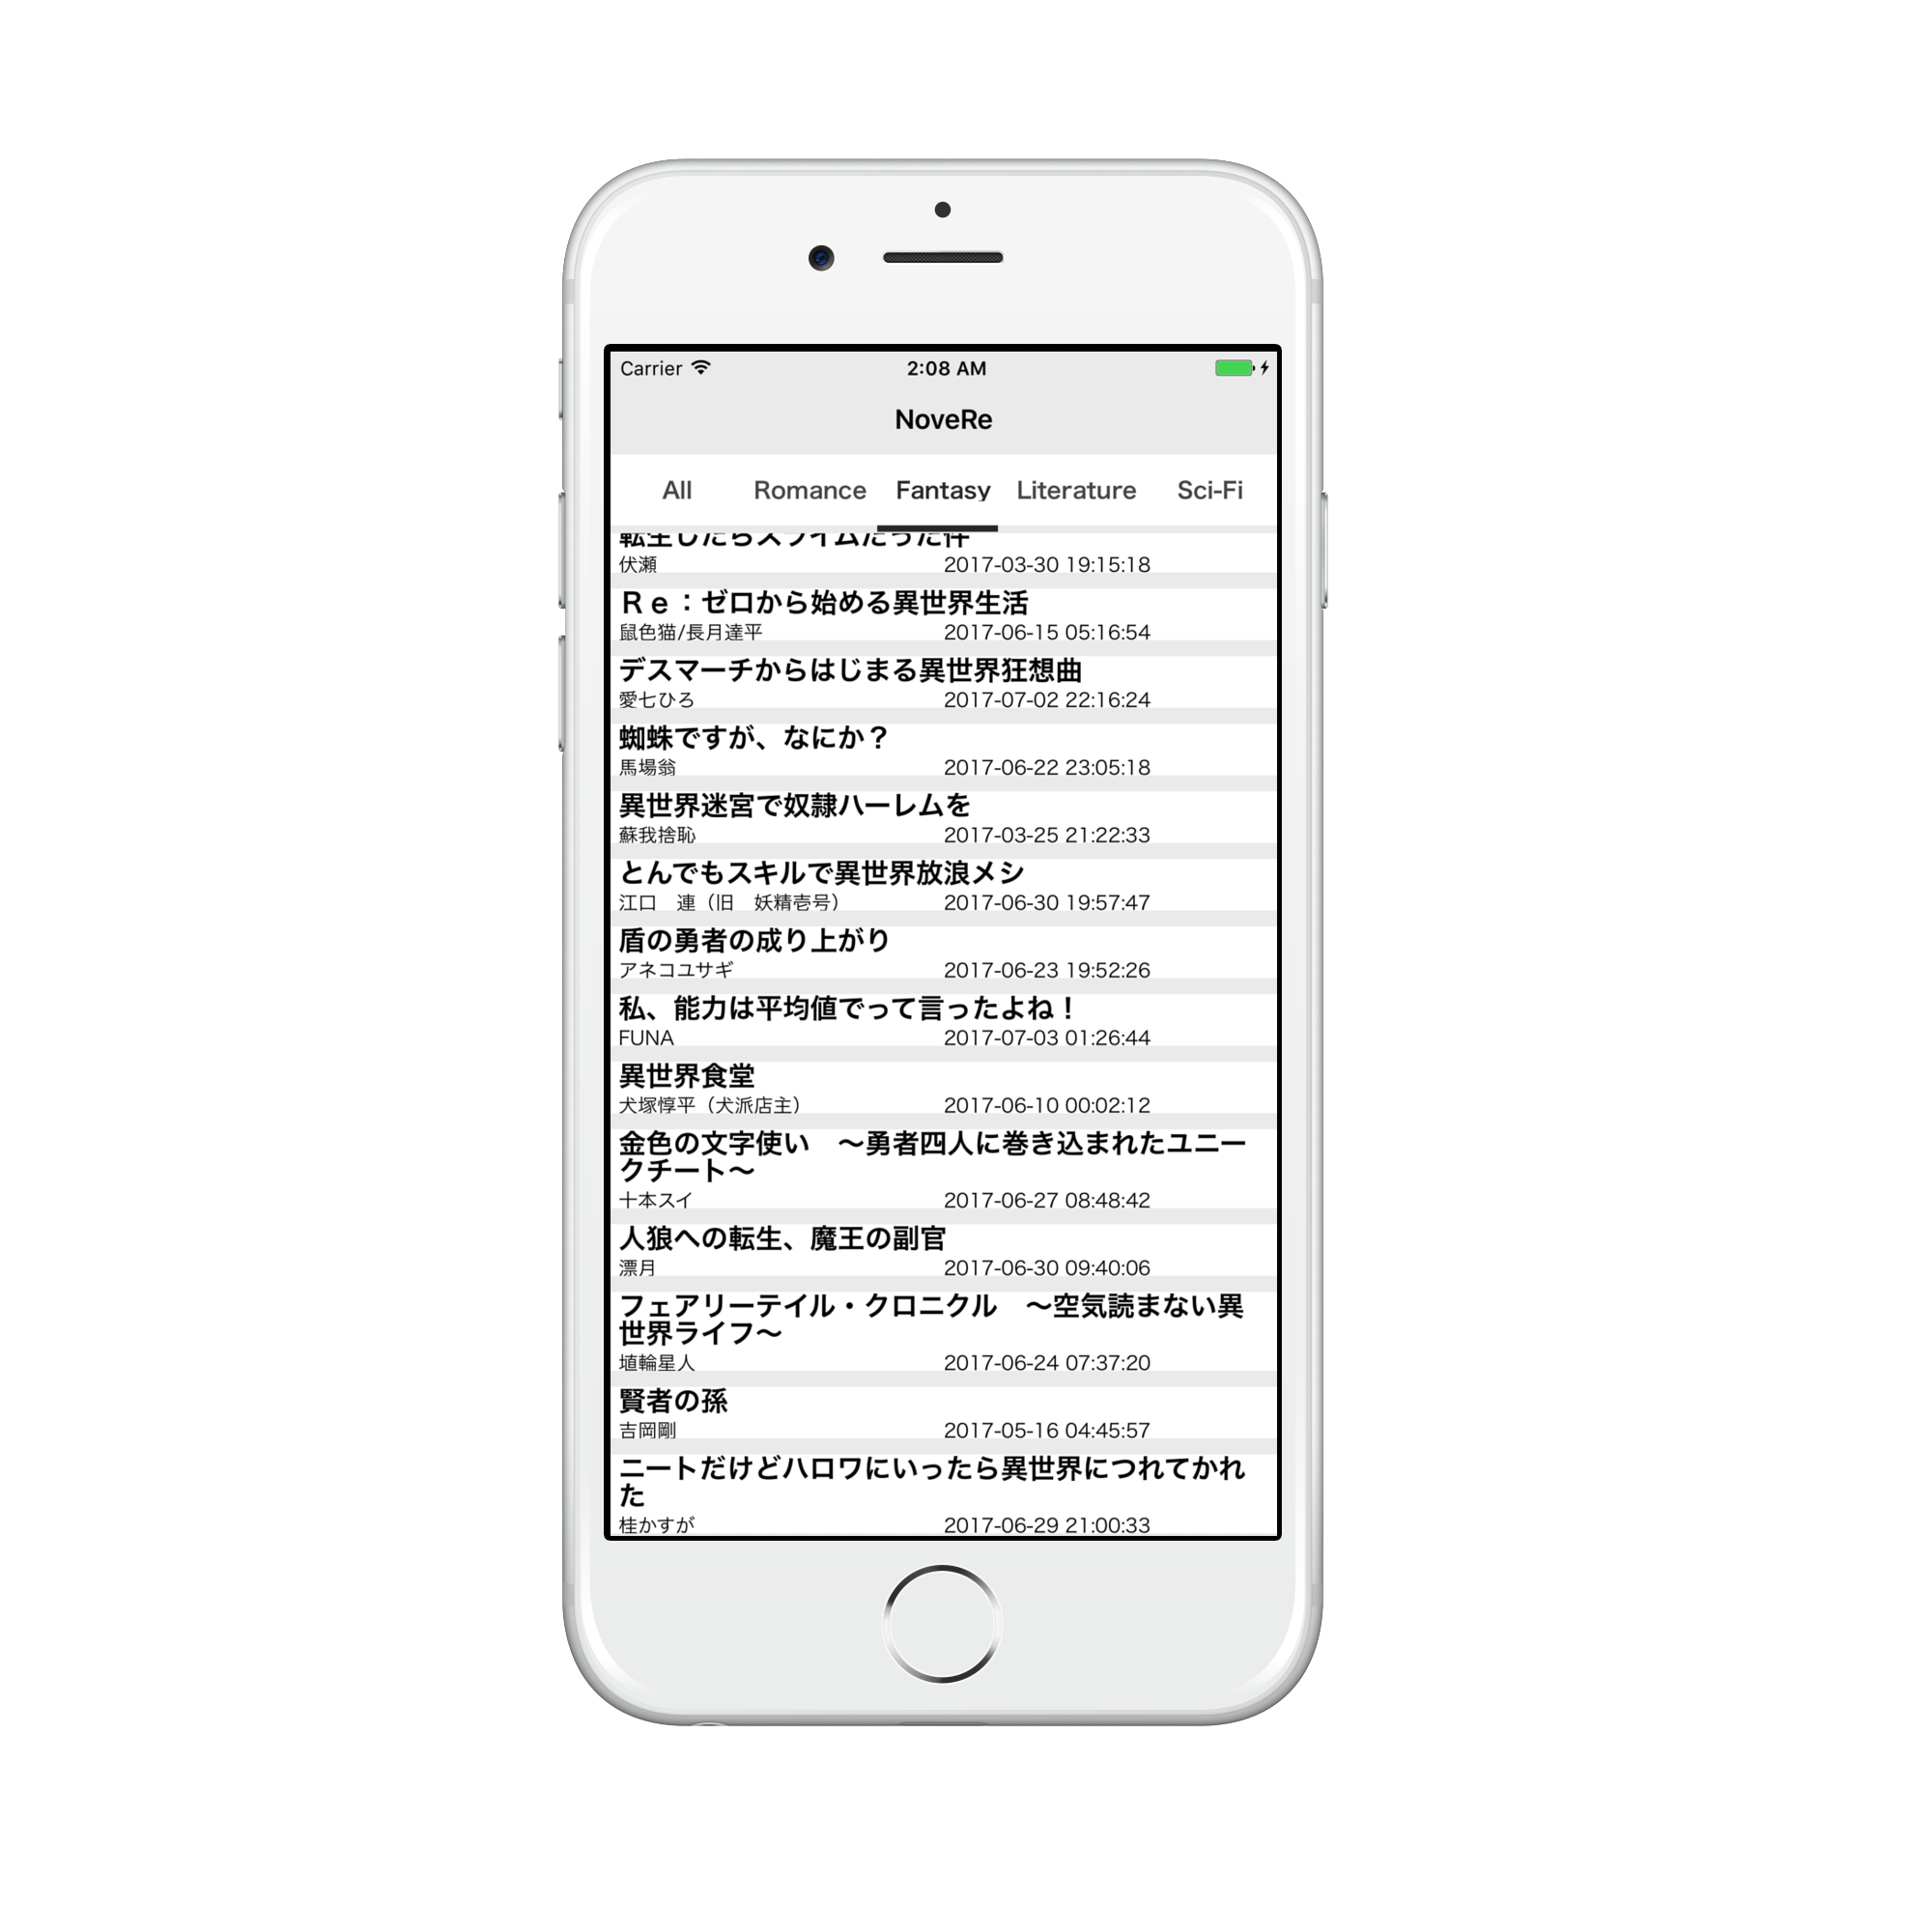 Carrier
2:08 AM
NoveRe
All Romance Fantasy Literature Sci-Fi
転生したらスライムだった件
伏瀬 2017-03-30 19:15:18
Ｒｅ：ゼロから始める異世界生活
鼠色猫/長月達平 2017-06-15 05:16:54
デスマーチからはじまる異世界狂想曲
愛七ひろ 2017-07-02 22:16:24
蜘蛛ですが、なにか？
馬場翁 2017-06-22 23:05:18
異世界迷宮で奴隷ハーレムを
蘇我捨恥 2017-03-25 21:22:33
とんでもスキルで異世界放浪メシ
江口　連（旧　妖精壱号） 2017-06-30 19:57:47
盾の勇者の成り上がり
アネコユサギ 2017-06-23 19:52:26
私、能力は平均値でって言ったよね！
FUNA 2017-07-03 01:26:44
異世界食堂
犬塚惇平（犬派店主） 2017-06-10 00:02:12
金色の文字使い　～勇者四人に巻き込まれたユニー
クチート～
十本スイ 2017-06-27 08:48:42
人狼への転生、魔王の副官
漂月 2017-06-30 09:40:06
フェアリーテイル・クロニクル　～空気読まない異
世界ライフ～
埴輪星人 2017-06-24 07:37:20
賢者の孫
吉岡剛 2017-05-16 04:45:57
ニートだけどハロワにいったら異世界につれてかれ
た
桂かすが 2017-06-29 21:00:33